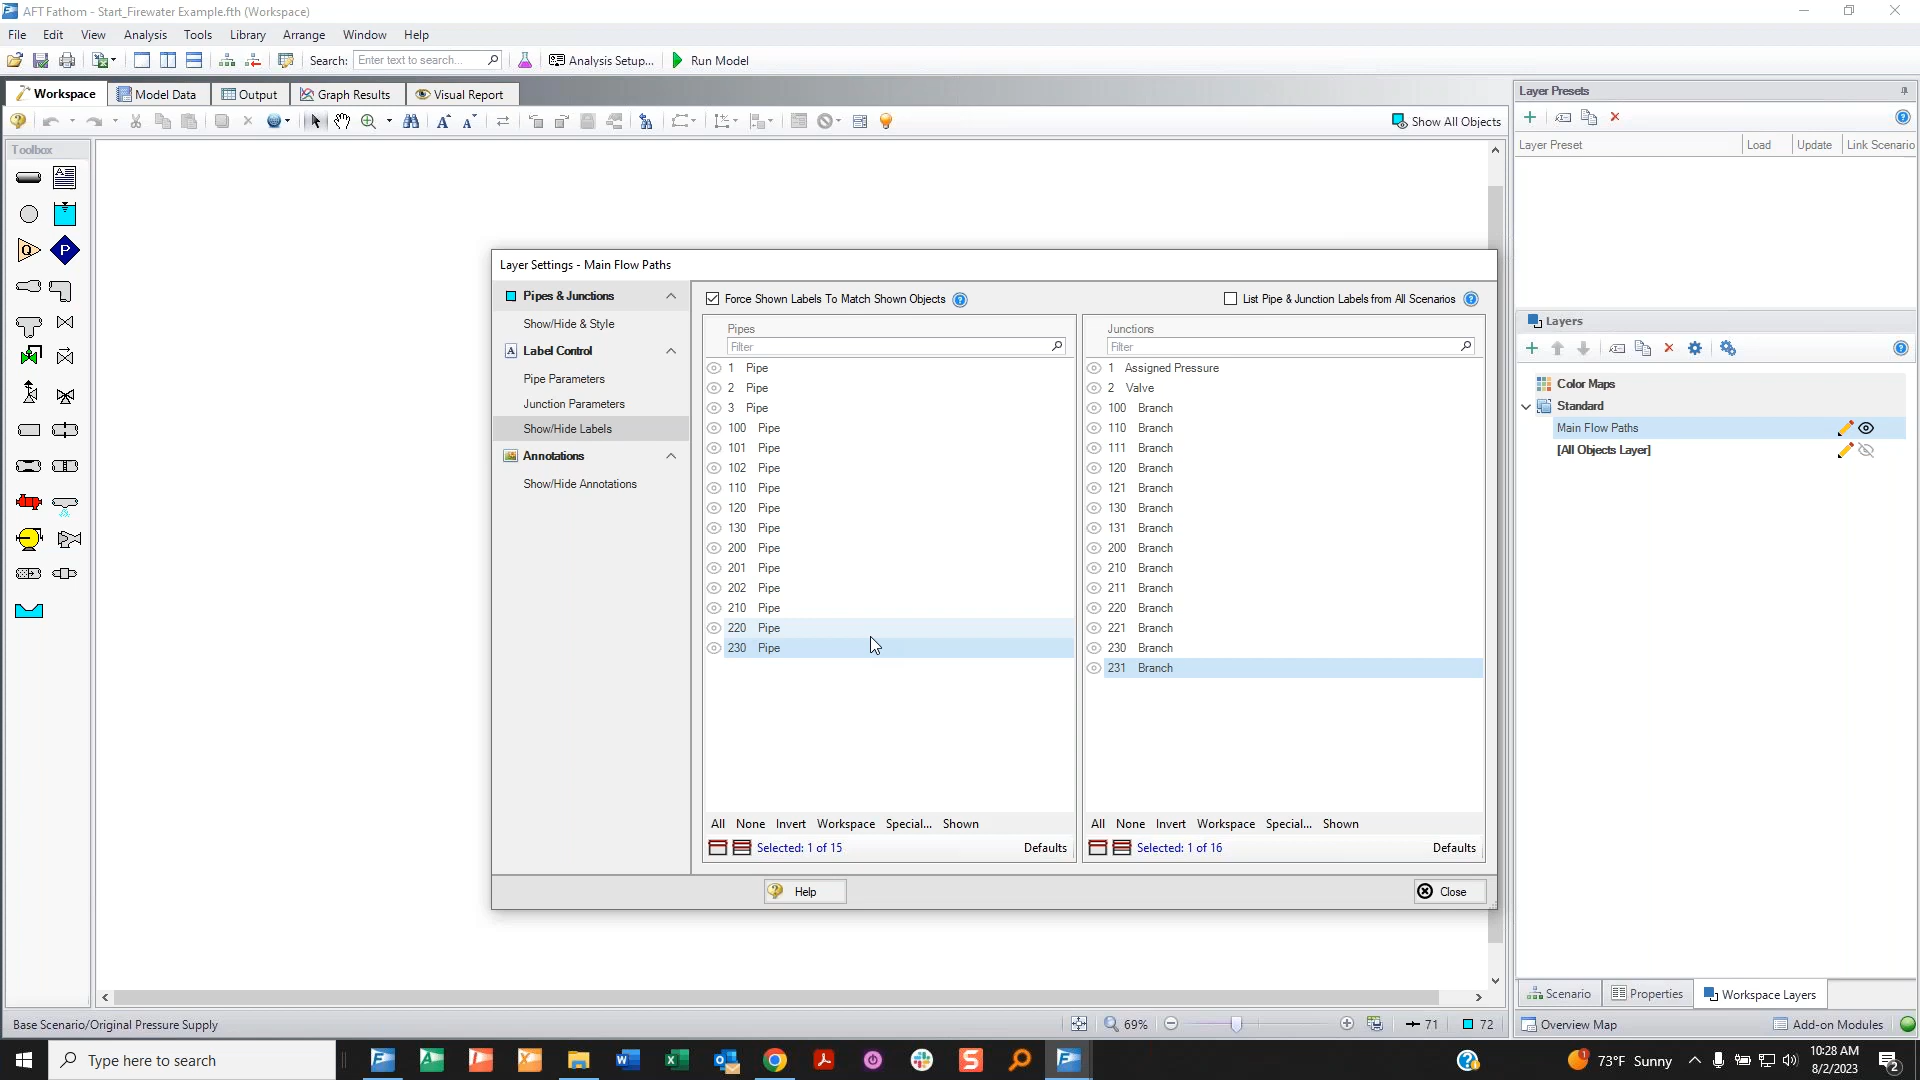 AFT Fathom - Start_Firewater Example.fth (Workspace)
File Edit View Analysis Tools Library Arrange Window Help
Search: Enter text to search... Analysis Setup... Run Model
Workspace Model Data Output Graph Results Visual Report
Show All Objects
Toolbox
Layer Presets
Layer Preset Load Update Link Scenario
Layer Settings - Main Flow Paths
Pipes & Junctions
Show/Hide & Style
Label Control
Pipe Parameters
Junction Parameters
Show/Hide Labels
Annotations
Show/Hide Annotations
Force Shown Labels To Match Shown Objects
List Pipe & Junction Labels from All Scenarios
Pipes
Filter
1 Pipe
2 Pipe
3 Pipe
100 Pipe
101 Pipe
102 Pipe
110 Pipe
120 Pipe
130 Pipe
200 Pipe
201 Pipe
202 Pipe
210 Pipe
220 Pipe
230 Pipe
All None Invert Workspace Special... Shown
Selected: 1 of 15 Defaults
Junctions
Filter
1 Assigned Pressure
2 Valve
100 Branch
110 Branch
111 Branch
120 Branch
121 Branch
130 Branch
131 Branch
200 Branch
210 Branch
211 Branch
220 Branch
221 Branch
230 Branch
231 Branch
All None Invert Workspace Special... Shown
Selected: 1 of 16 Defaults
Help Close
Layers
Color Maps
Standard
Main Flow Paths
[All Objects Layer]
Scenario Properties Workspace Layers
Base Scenario/Original Pressure Supply
69% 71 72
Overview Map Add-on Modules
Type here to search
73°F Sunny
10:28 AM
8/2/2023
2